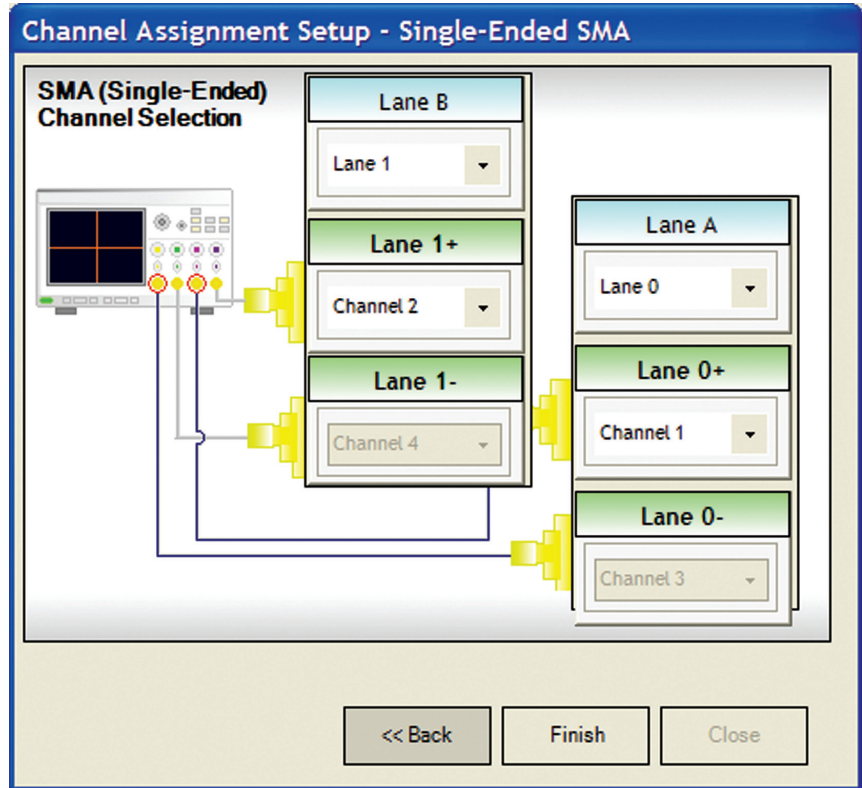 Channel Assignment Setup - Single-Ended SMA
SMA (Single-Ended)
Channel Selection
Lane B
Lane 1
Lane 1+
Channel 2
Lane 1-
Channel 4
Lane A
Lane 0
Lane 0+
Channel 1
Lane 0-
Channel 3
<< Back
Finish
Close